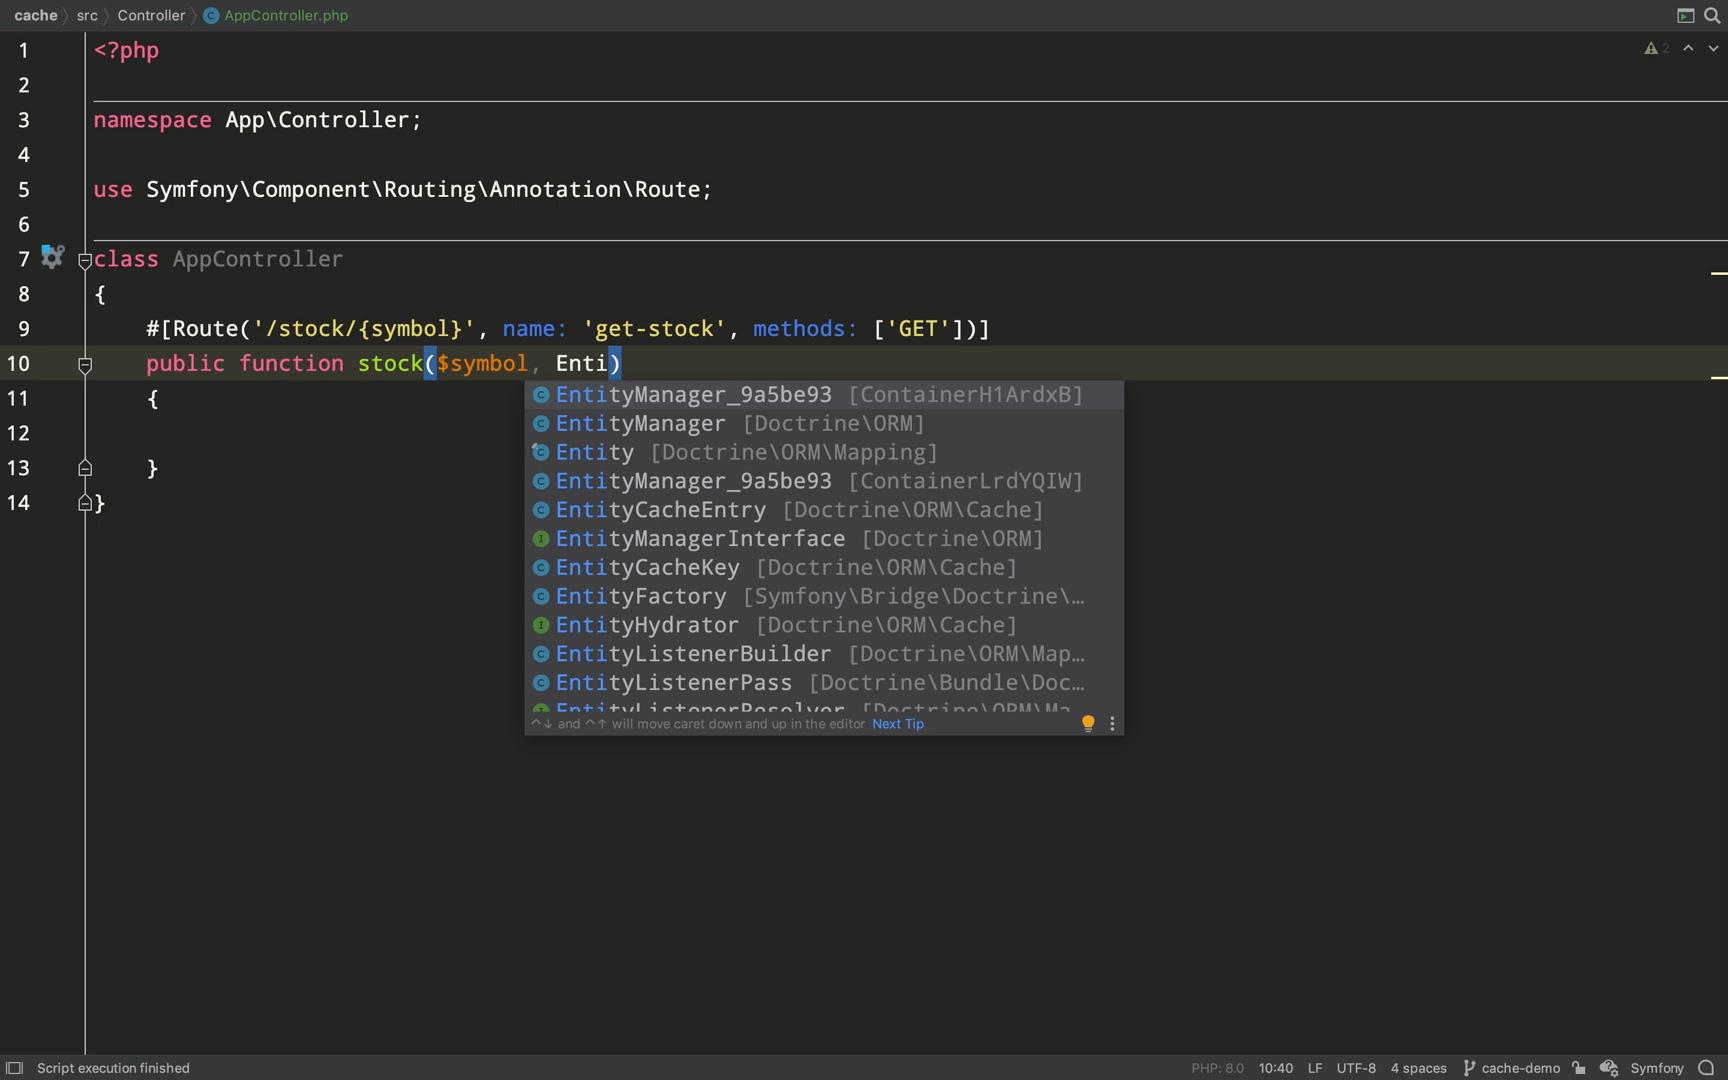 cache src Controller AppController.php
2
1 <?php
2
3 namespace App\Controller;
4
5 use Symfony\Component\Routing\Annotation\Route;
6
7 class AppController
8 {
9 #[Route('/stock/{symbol}', name: 'get-stock', methods: ['GET'])]
10 public function stock($symbol, Enti)
11 {
12
13 }
14 }
EntityManager_9a5be93 [ContainerH1ArdxB]
EntityManager [Doctrine\ORM]
Entity [Doctrine\ORM\Mapping]
EntityManager_9a5be93 [ContainerLrdYQIW]
EntityCacheEntry [Doctrine\ORM\Cache]
EntityManagerInterface [Doctrine\ORM]
EntityCacheKey [Doctrine\ORM\Cache]
EntityFactory [Symfony\Bridge\Doctrine\…
EntityHydrator [Doctrine\ORM\Cache]
EntityListenerBuilder [Doctrine\ORM\Map…
EntityListenerPass [Doctrine\Bundle\Doc…
EntityListenerResolver [Doctrine\ORM\Ma…
^↓ and ^↑ will move caret down and up in the editor Next Tip
Script execution finished
PHP: 8.0 10:40 LF UTF-8 4 spaces cache-demo Symfony